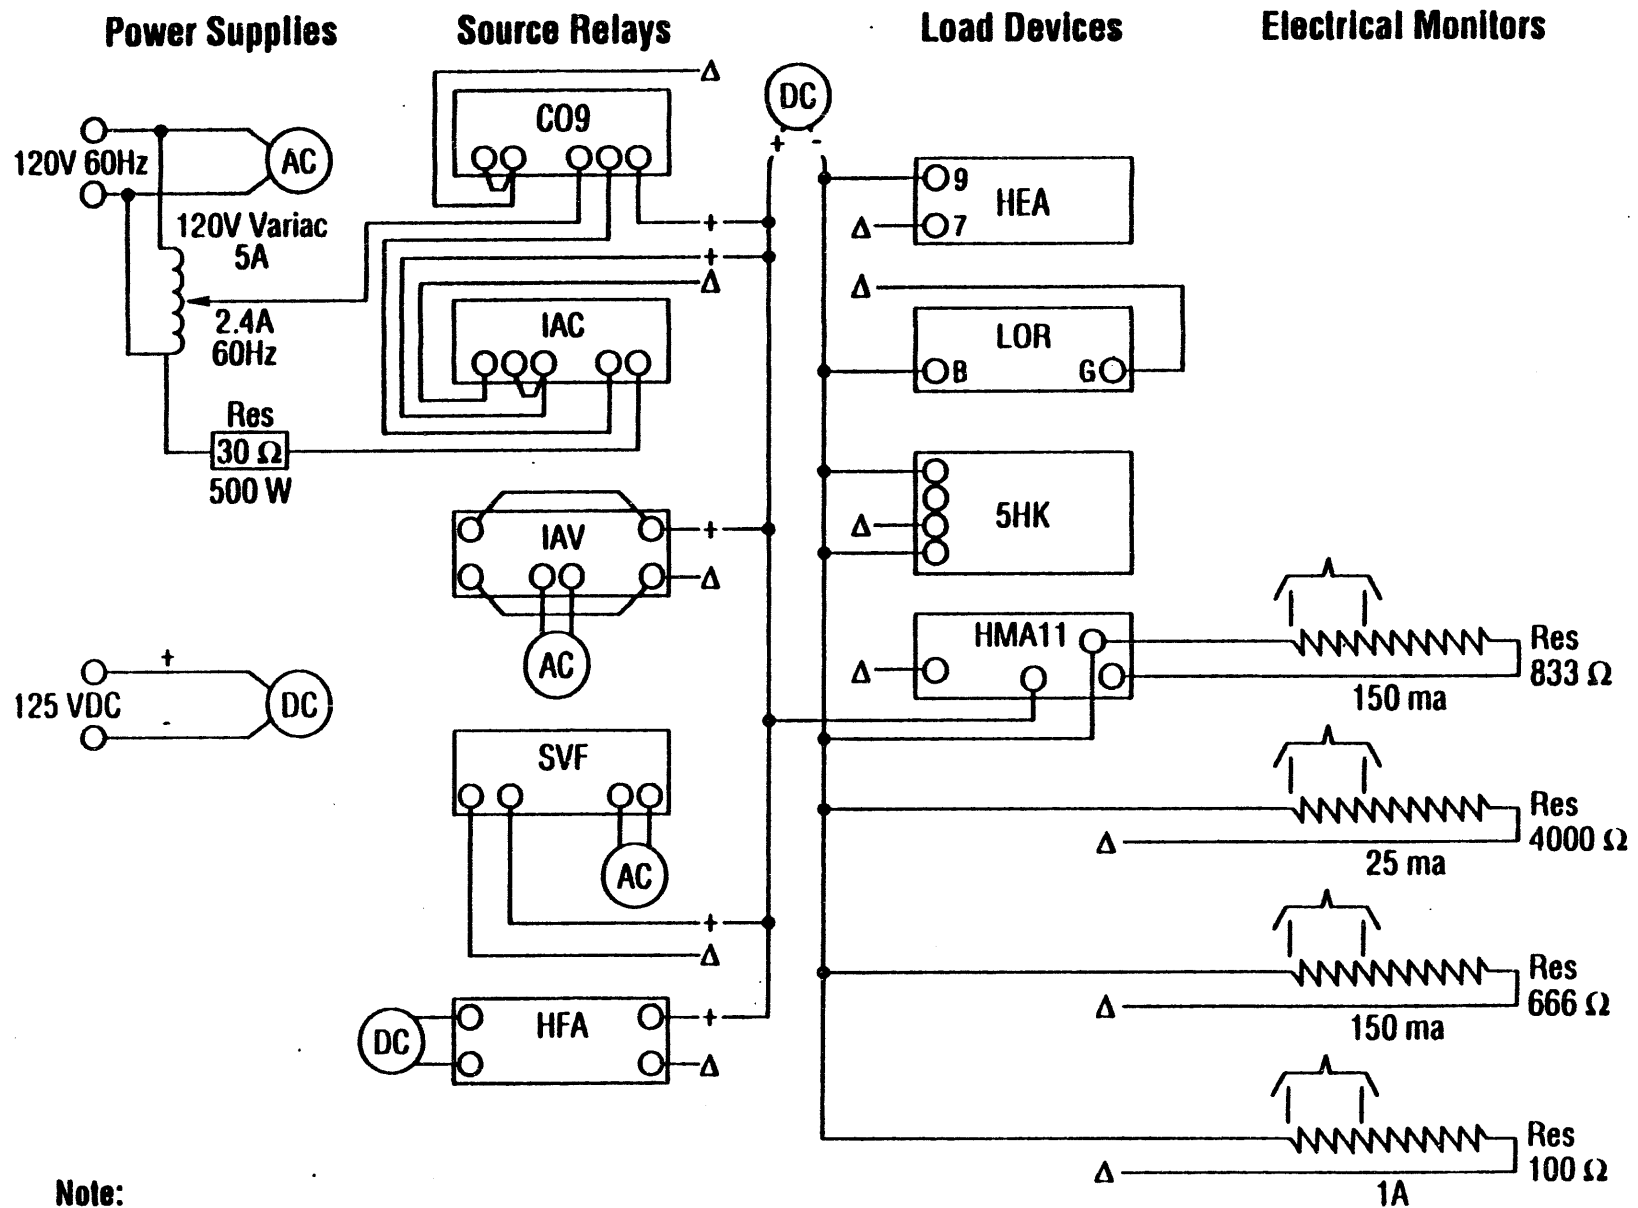 Power Supplies
Source Relays
Load Devices
Electrical Monitors
120V 60Hz
AC
120V Variac
5A
2.4A
60Hz
Res
30 Ω
500 W
125 VDC
+
-
DC
Δ
CO9
+
+
Δ
IAC
IAV
+
Δ
AC
SVF
AC
+
Δ
DC
HFA
+
Δ
DC
+ -
9
HEA
Δ
7
Δ
LOR
B
G
5HK
Δ
HMA11
Δ
Res
833 Ω
150 ma
Res
4000 Ω
Δ
25 ma
Res
666 Ω
Δ
150 ma
Res
100 Ω
Δ
1A
Note: